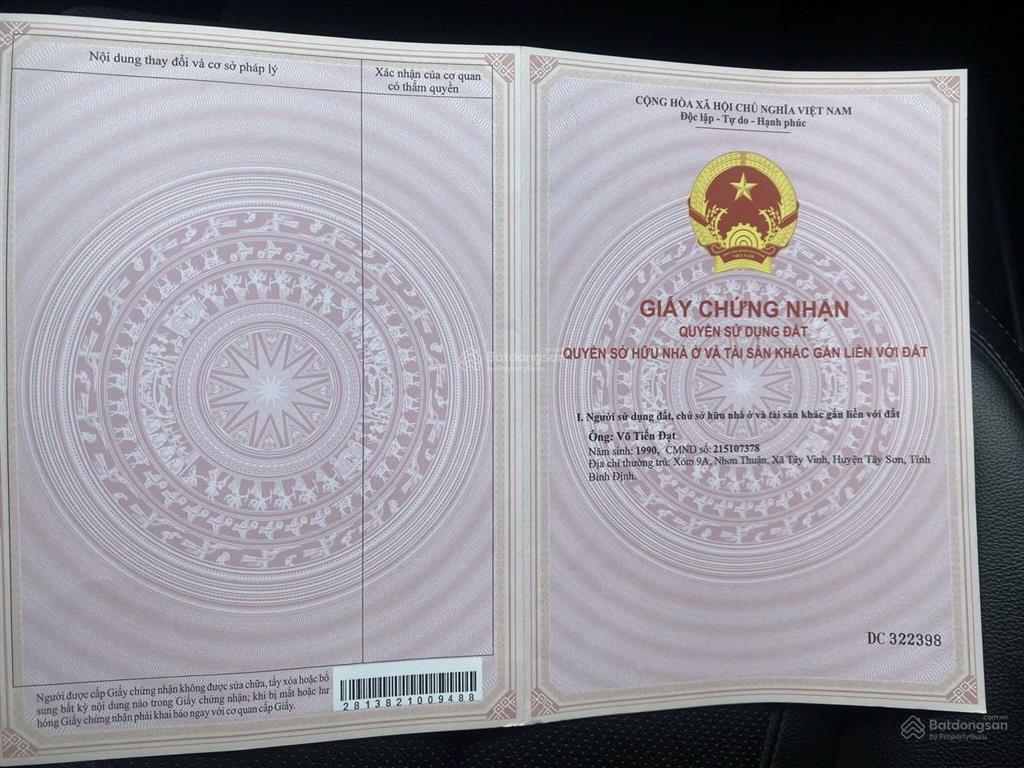 Nội dung thay đổi và cơ sở pháp lý
Xác nhận của cơ quan
có thẩm quyền
Người được cấp Giấy chứng nhận không được sửa chữa, tẩy xóa hoặc bổ
sung bất kỳ nội dung nào trong Giấy chứng nhận; khi bị mất hoặc hư
hỏng Giấy chứng nhận phải khai báo ngay với cơ quan cấp Giấy.
2813821009488
CỘNG HÒA XÃ HỘI CHỦ NGHĨA VIỆT NAM
Độc lập - Tự do - Hạnh phúc
VIỆT NAM
GIẤY CHỨNG NHẬN
QUYỀN SỬ DỤNG ĐẤT
QUYỀN SỞ HỮU NHÀ Ở VÀ TÀI SẢN KHÁC GẮN LIỀN VỚI ĐẤT
I. Người sử dụng đất, chủ sở hữu nhà ở và tài sản khác gắn liền với đất
Ông: Võ Tiến Đạt
Năm sinh: 1990, CMND số: 215107378
Địa chỉ thường trú: Xóm 9A, Nhơn Thuận, Xã Tây Vinh, Huyện Tây Sơn, Tỉnh
Bình Định.
DC 322398
Batdongsan
Batdongsan
.com.vn
by PropertyGuru